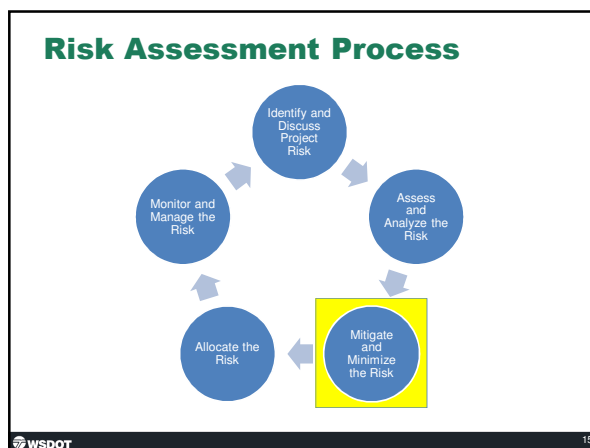 Risk Assessment Process
Identify and
Discuss
Project
Risk
Assess
and
Analyze the
Risk
Mitigate
and
Minimize
the Risk
Allocate the
Risk
Monitor and
Manage the
Risk
WSDOT
15